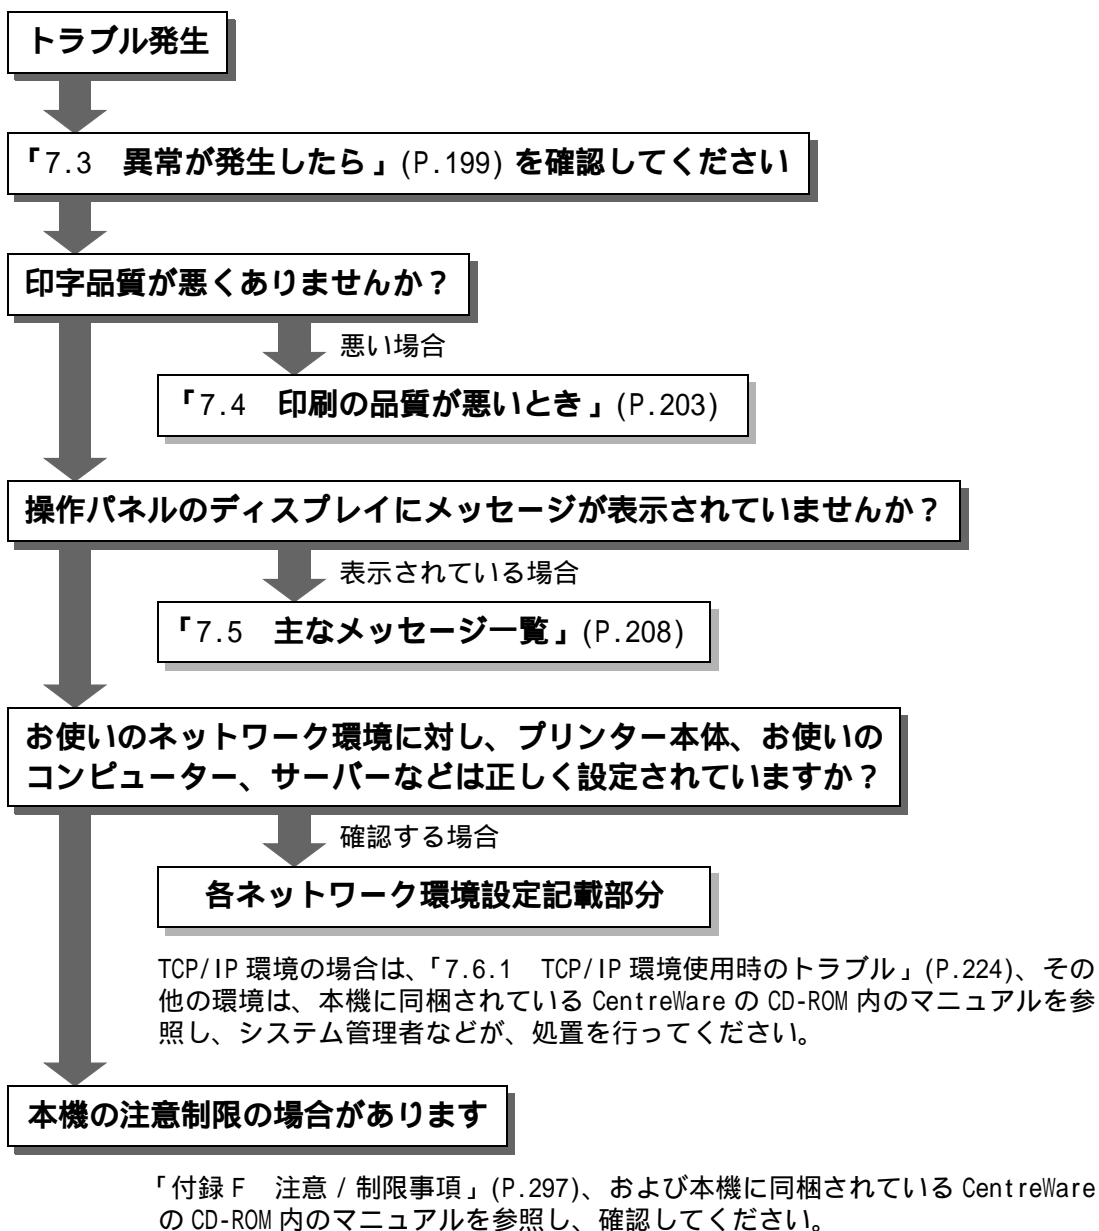 トラブル発生
「7.3　異常が発生したら」(P.199) を確認してください
印字品質が悪くありませんか？
悪い場合
「7.4　印刷の品質が悪いとき」(P.203)
操作パネルのディスプレイにメッセージが表示されていませんか？
表示されている場合
「7.5　主なメッセージ一覧」(P.208)
お使いのネットワーク環境に対し、プリンター本体、お使いの
コンピューター、サーバーなどは正しく設定されていますか？
確認する場合
各ネットワーク環境設定記載部分
TCP/IP 環境の場合は、「7.6.1　TCP/IP 環境使用時のトラブル」(P.224)、その
他の環境は、本機に同梱されている CentreWare の CD-ROM 内のマニュアルを参
照し、システム管理者などが、処置を行ってください。
本機の注意制限の場合があります
「付録 F　注意 / 制限事項」(P.297)、および本機に同梱されている CentreWare
の CD-ROM 内のマニュアルを参照し、確認してください。